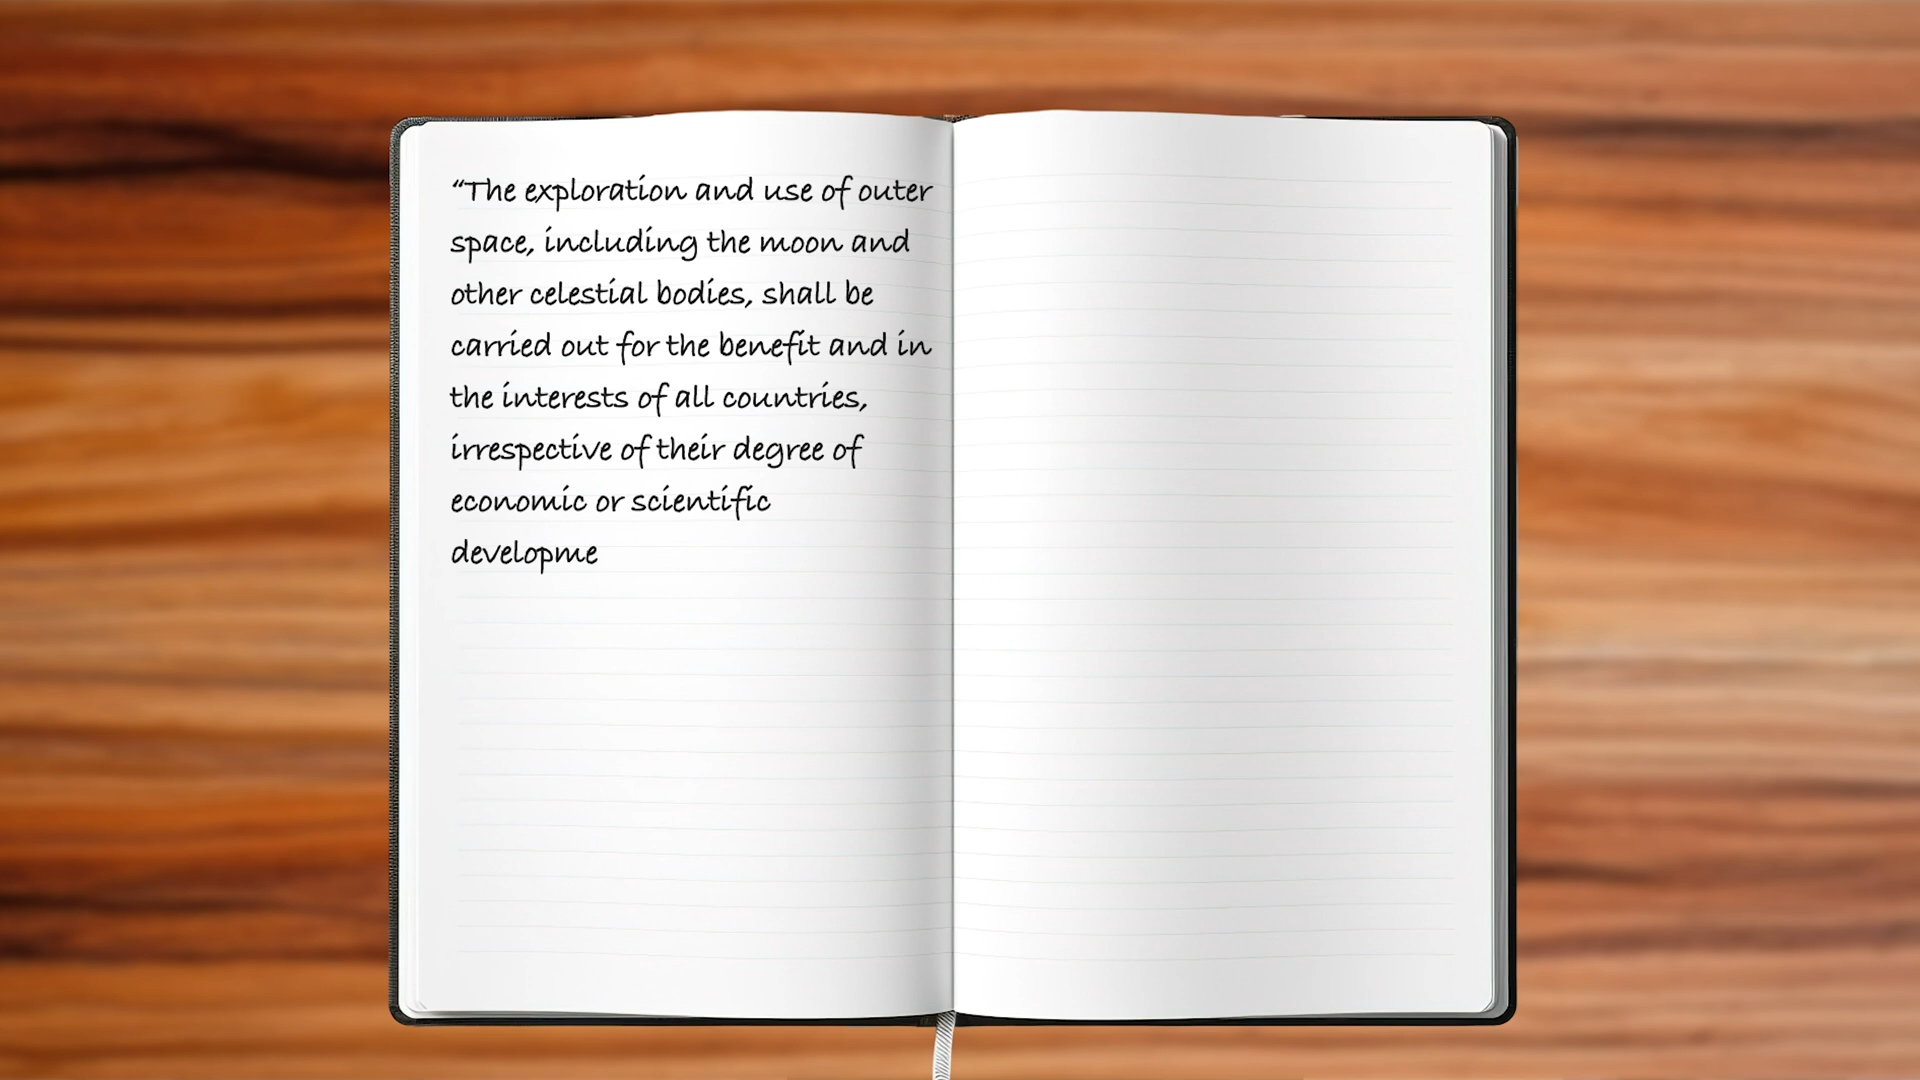 “The exploration and use of outer
space, including the moon and
other celestial bodies, shall be
carried out for the benefit and in
the interests of all countries,
irrespective of their degree of
economic or scientific
developme